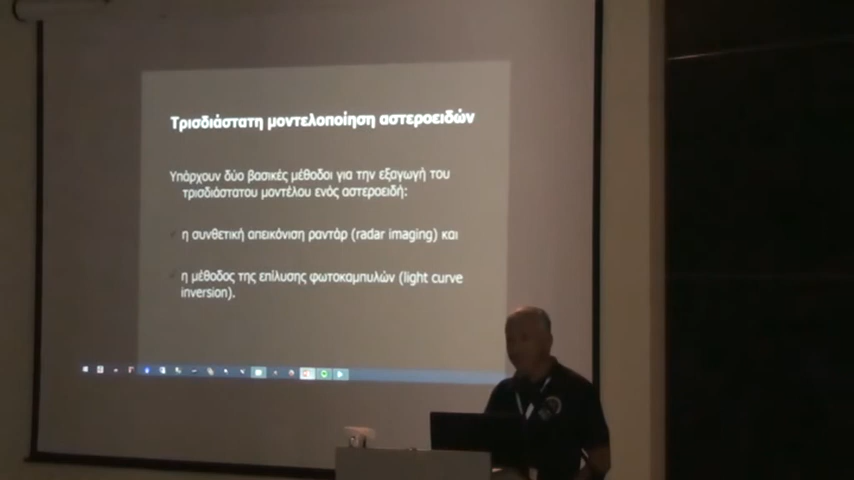 Τρισδιάστατη μοντελοποίηση αστεροειδών
Υπάρχουν δύο βασικές μέθοδοι για την εξαγωγή του
τρισδιάστατου μοντέλου ενός αστεροειδή:
η συνθετική απεικόνιση ραντάρ (radar imaging) και
η μέθοδος της επίλυσης φωτοκαμπυλών (light curve
inversion).